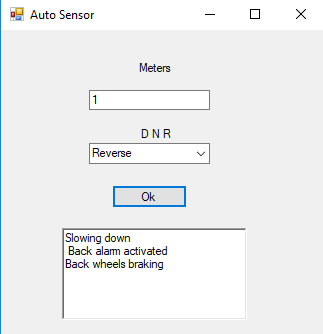 Auto Sensor
Meters
1
D N R
Reverse
Ok
Slowing down
Back alarm activated
Back wheels braking